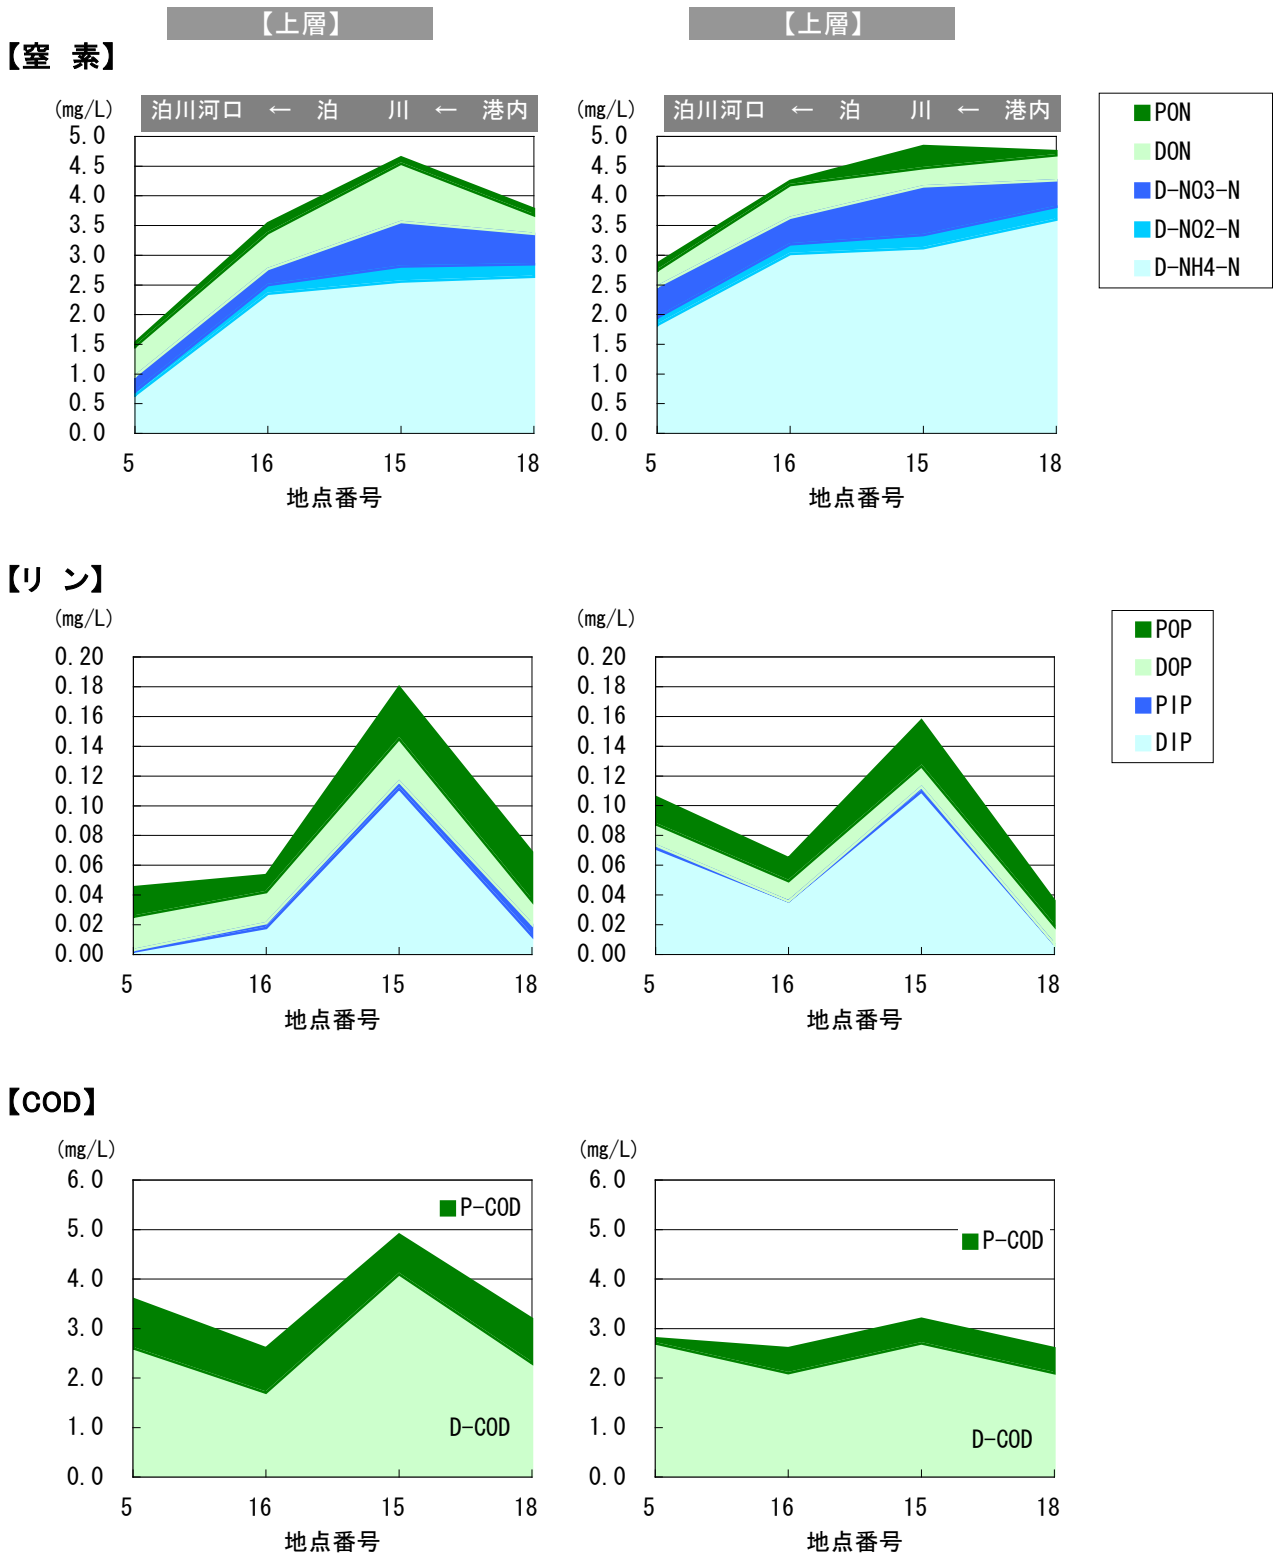 【上層】 【上層】
【窒 素】
(mg/L) 泊川河口 ← 泊 川 ← 港内 (mg/L) 泊川河口 ← 泊 川 ← 港内
5.0 5.0
4.5 4.5
4.0 4.0
3.5 3.5
3.0 3.0
2.5 2.5
2.0 2.0
1.5 1.5
1.0 1.0
0.5 0.5
0.0 0.0
5 16 15 18 5 16 15 18
地点番号 地点番号
PON
DON
D-NO3-N
D-NO2-N
D-NH4-N
【リ ン】
(mg/L) (mg/L)
0.20 0.20
0.18 0.18
0.16 0.16
0.14 0.14
0.12 0.12
0.10 0.10
0.08 0.08
0.06 0.06
0.04 0.04
0.02 0.02
0.00 0.00
5 16 15 18 5 16 15 18
地点番号 地点番号
POP
DOP
PIP
DIP
【COD】
(mg/L) (mg/L)
6.0 6.0
P-COD
5.0 5.0
P-COD
4.0 4.0
3.0 3.0
2.0 2.0
1.0 D-COD 1.0
D-COD
0.0 0.0
5 16 15 18 5 16 15 18
地点番号 地点番号